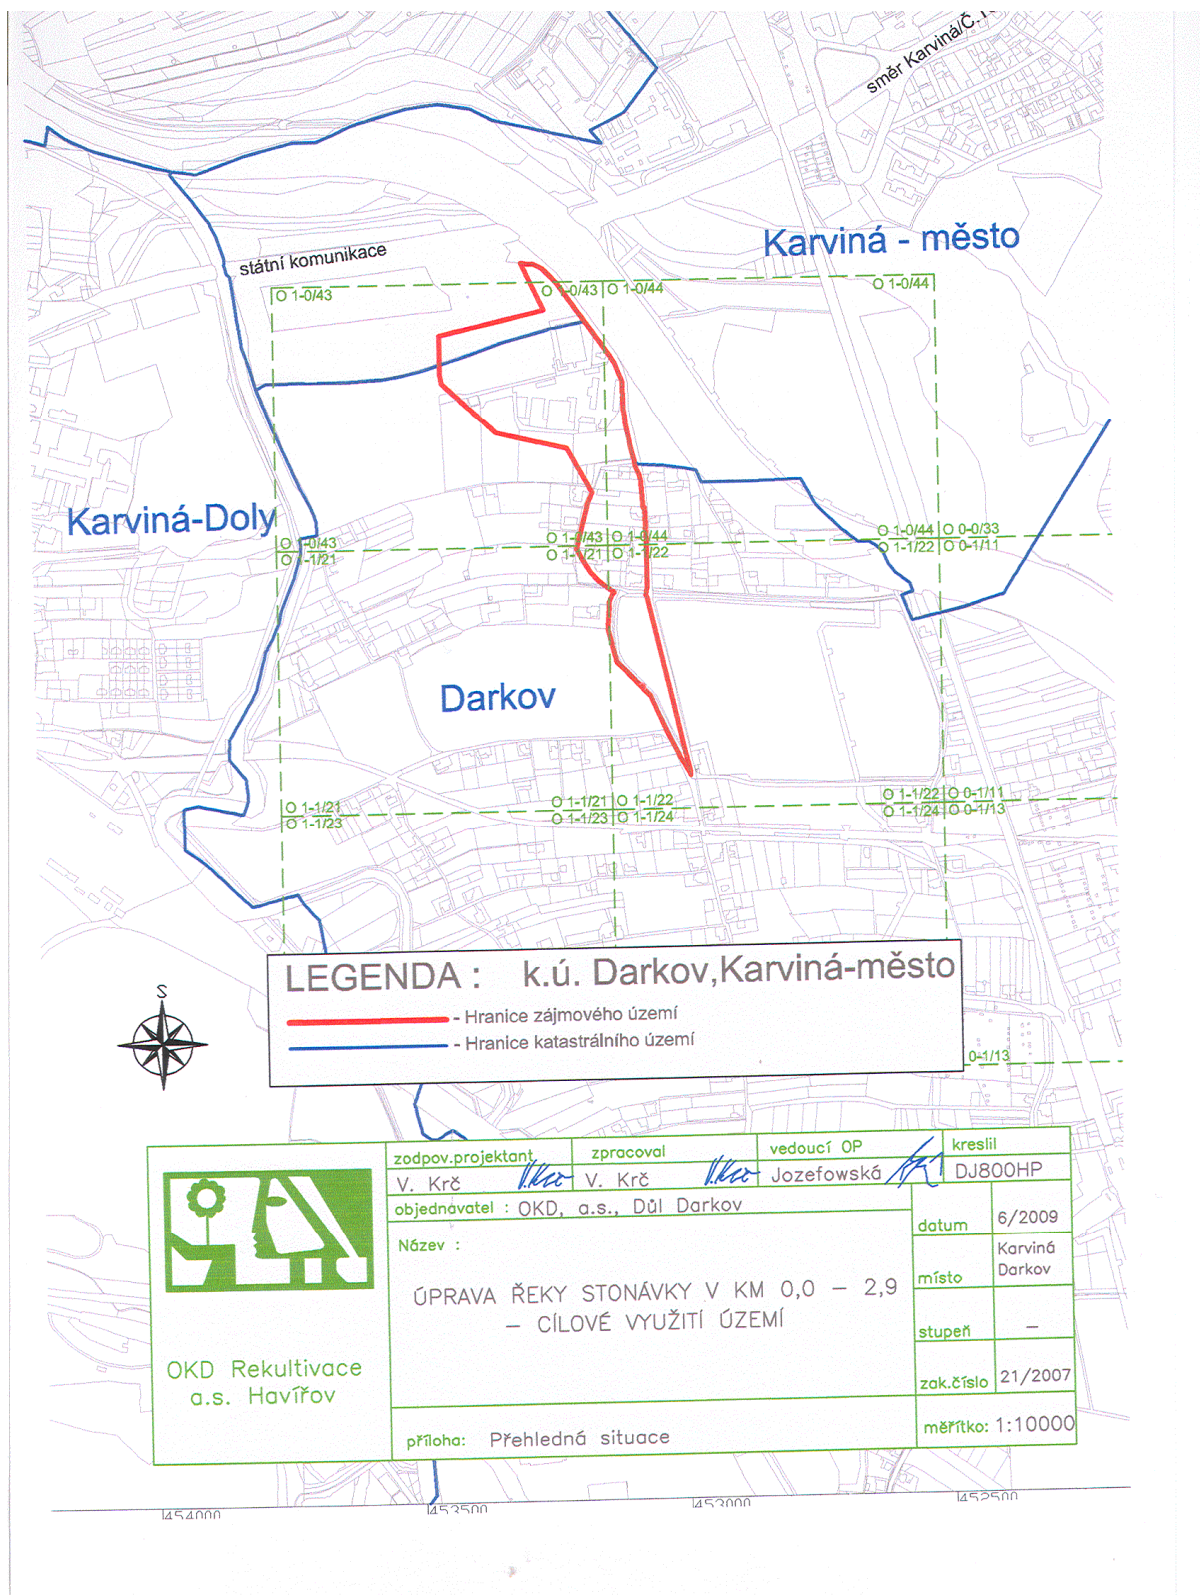 směr Karviná/Č.
Karviná - město
státní komunikace
O 1-0/43
O 1-0/43
O 1-0/44
O 1-0/44
Karviná-Doly
O 1-0/43
O 1-1/21
O 1-0/43
O 1-0/44
O 1-1/21
O 1-1/22
O 1-0/44
O 0-0/33
O 1-1/22
O 0-1/11
Darkov
O 1-1/21
O 1-1/23
O 1-1/21
O 1-1/22
O 1-1/23
O 1-1/24
O 1-1/22
O 0-1/11
O 1-1/24
O 0-1/13
LEGENDA : k.ú. Darkov,Karviná-město
- Hranice zájmového území
- Hranice katastrálního území
0-1/13
S
zodpov.projektant
zpracoval
vedoucí OP
kreslil
V. Krč
V. Krč
Jozefowská
DJ800HP
objednávatel : OKD, a.s., Důl Darkov
Název :
ÚPRAVA ŘEKY STONÁVKY V KM 0,0 – 2,9
– CÍLOVÉ VYUŽITÍ ÚZEMÍ
datum
6/2009
místo
Karviná
Darkov
stupeň
–
zak.číslo
21/2007
měřítko: 1:10000
příloha: Přehledná situace
OKD Rekultivace
a.s. Havířov
454000
453500
453000
452500